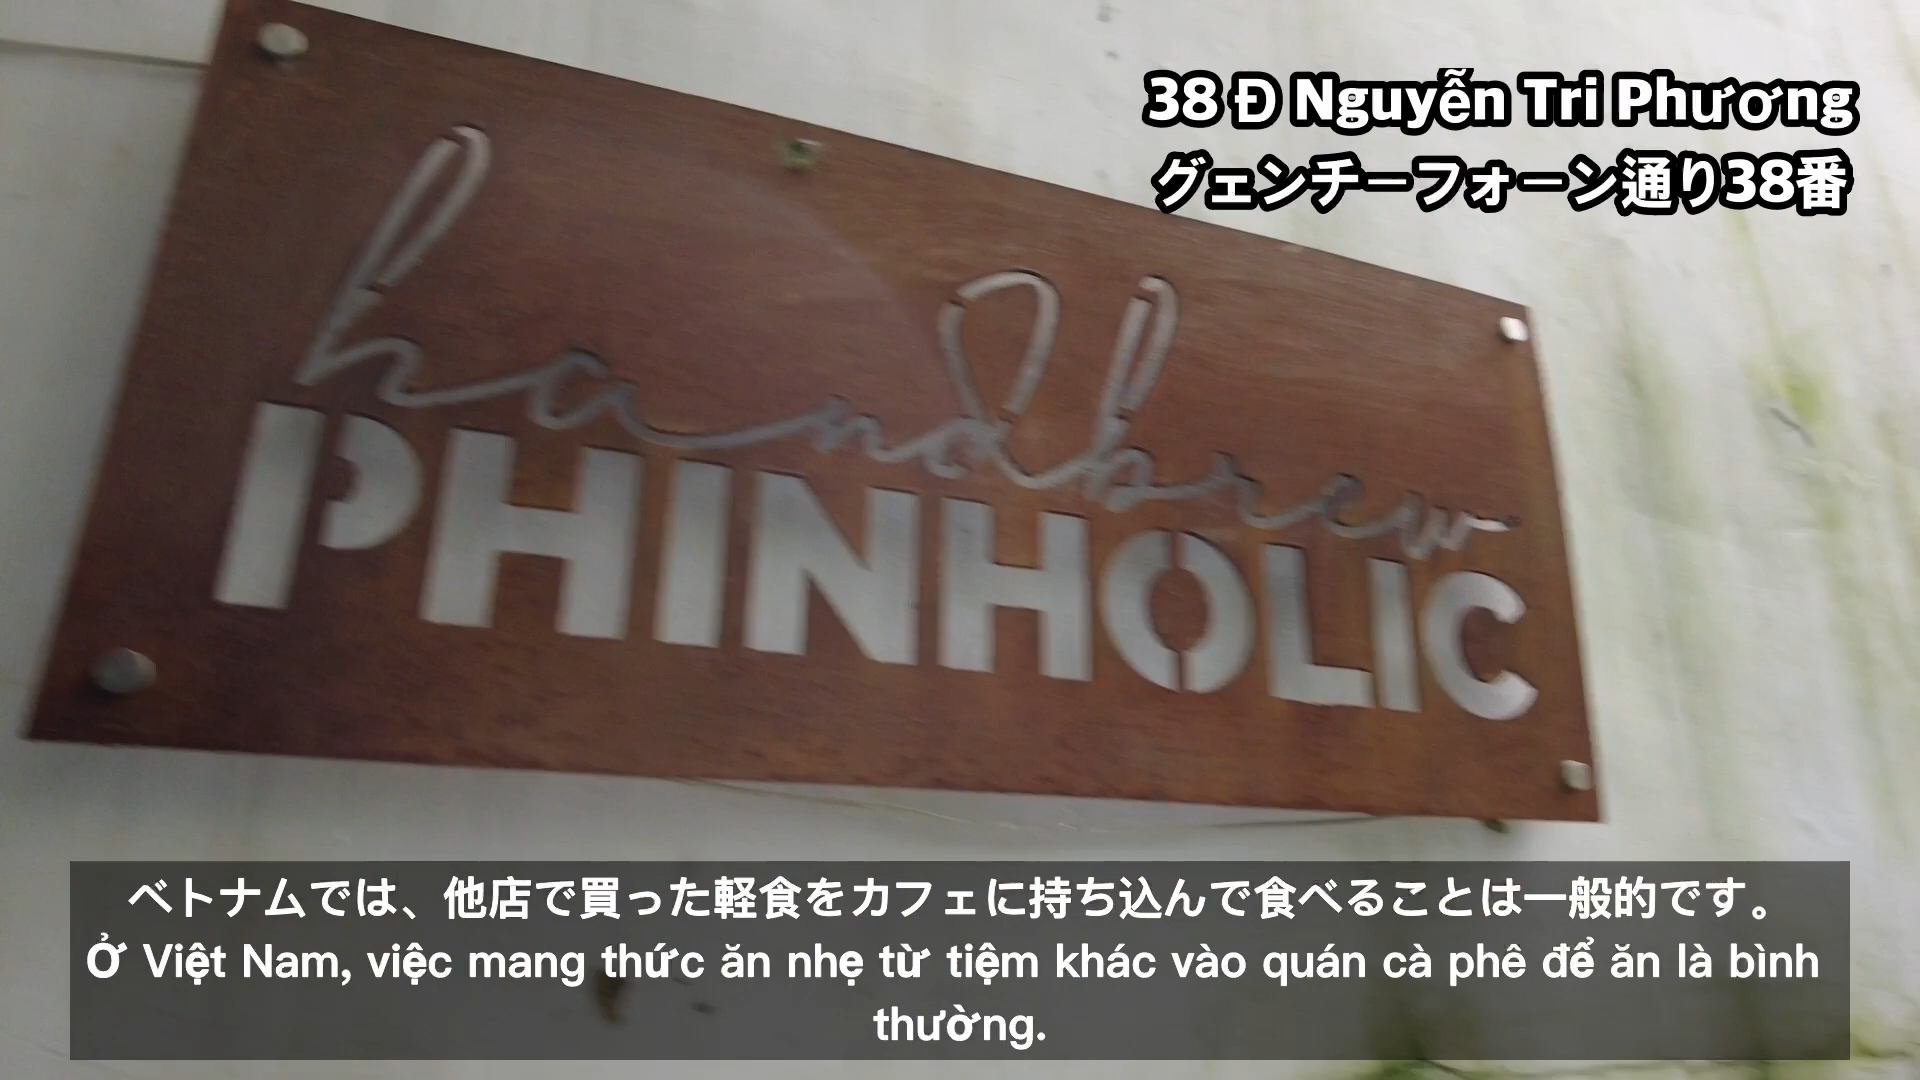 38 Đ Nguyễn Tri Phương
グェンチーフォーン通り38番
handbrew
PHINHOLIC
ベトナムでは、他店で買った軽食をカフェに持ち込んで食べることは一般的です。
Ở Việt Nam, việc mang thức ăn nhẹ từ tiệm khác vào quán cà phê để ăn là bình
thường.